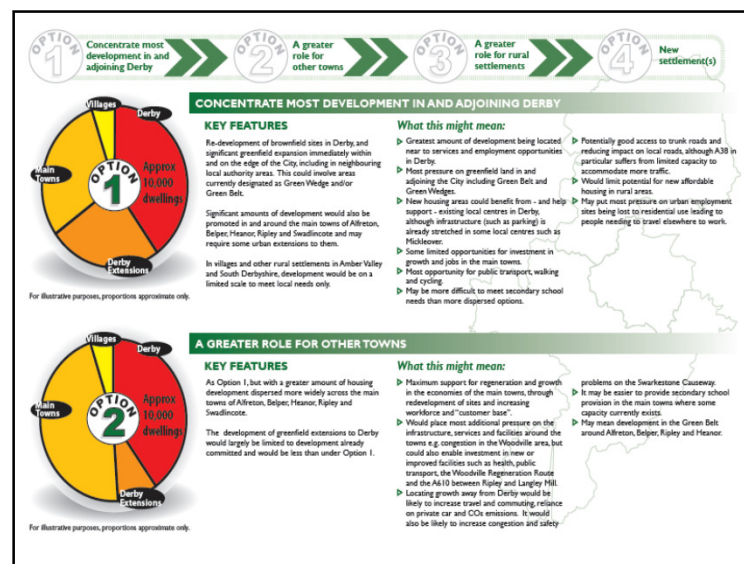 OPTION 1
Concentrate most
development in and
adjoining Derby
OPTION 2
A greater
role for
other towns
OPTION 3
A greater
role for rural
settlements
OPTION 4
New
settlement(s)
CONCENTRATE MOST DEVELOPMENT IN AND ADJOINING DERBY
Villages
Derby
Main
Towns
OPTION
1
Approx
10,000
dwellings
Derby
Extensions
For illustrative purposes, proportions approximate only.
KEY FEATURES
Re-development of brownfield sites in Derby, and
significant greenfield expansion immediately within
and on the edge of the City, including in neighbouring
local authority areas. This could involve areas
currently designated as Green Wedge and/or
Green Belt.
Significant amounts of development would also be
promoted in and around the main towns of Alfreton,
Belper, Heanor, Ripley and Swadlincote and may
require some urban extensions to them.
In villages and other rural settlements in Amber Valley
and South Derbyshire, development would be on a
limited scale to meet local needs only.
What this might mean:
Greatest amount of development being located
near to services and employment opportunities
in Derby.
Most pressure on greenfield land in and
adjoining the City including Green Belt and
Green Wedges.
New housing areas could benefit from - and help
support - existing local centres in Derby,
although infrastructure (such as parking) is
already stretched in some local centres such as
Mickleover.
Some limited opportunities for investment in
growth and jobs in the main towns.
Most opportunity for public transport, walking
and cycling.
May be more difficult to meet secondary school
needs than more dispersed options.
Potentially good access to trunk roads and
reducing impact on local roads, although A38 in
particular suffers from limited capacity to
accommodate more traffic.
Would limit potential for new affordable
housing in rural areas.
May put most pressure on urban employment
sites being lost to residential use leading to
people needing to travel elsewhere to work.
A GREATER ROLE FOR OTHER TOWNS
Villages
Derby
Main
Towns
OPTION
2
Approx
10,000
dwellings
Derby
Extensions
For illustrative purposes, proportions approximate only.
KEY FEATURES
As Option 1, but with a greater amount of housing
development dispersed more widely across the main
towns of Alfreton, Belper, Heanor, Ripley and
Swadlincote.
The development of greenfield extensions to Derby
would largely be limited to development already
committed and would be less than under Option 1.
What this might mean:
Maximum support for regeneration and growth
in the economies of the main towns, through
redevelopment of sites and increasing
workforce and "customer base".
Would place most additional pressure on the
infrastructure, services and facilities around the
towns e.g. congestion in the Woodville area, but
could also enable investment in new or
improved facilities such as health, public
transport, the Woodville Regeneration Route
and the A610 between Ripley and Langley Mill.
Locating growth away from Derby would be
likely to increase travel and commuting, reliance
on private car and COs emissions. It would
also be likely to increase congestion and safety
problems on the Swarkestone Causeway.
It may be easier to provide secondary school
provision in the main towns where some
capacity currently exists.
May mean development in the Green Belt
around Alfreton, Belper, Ripley and Heanor.